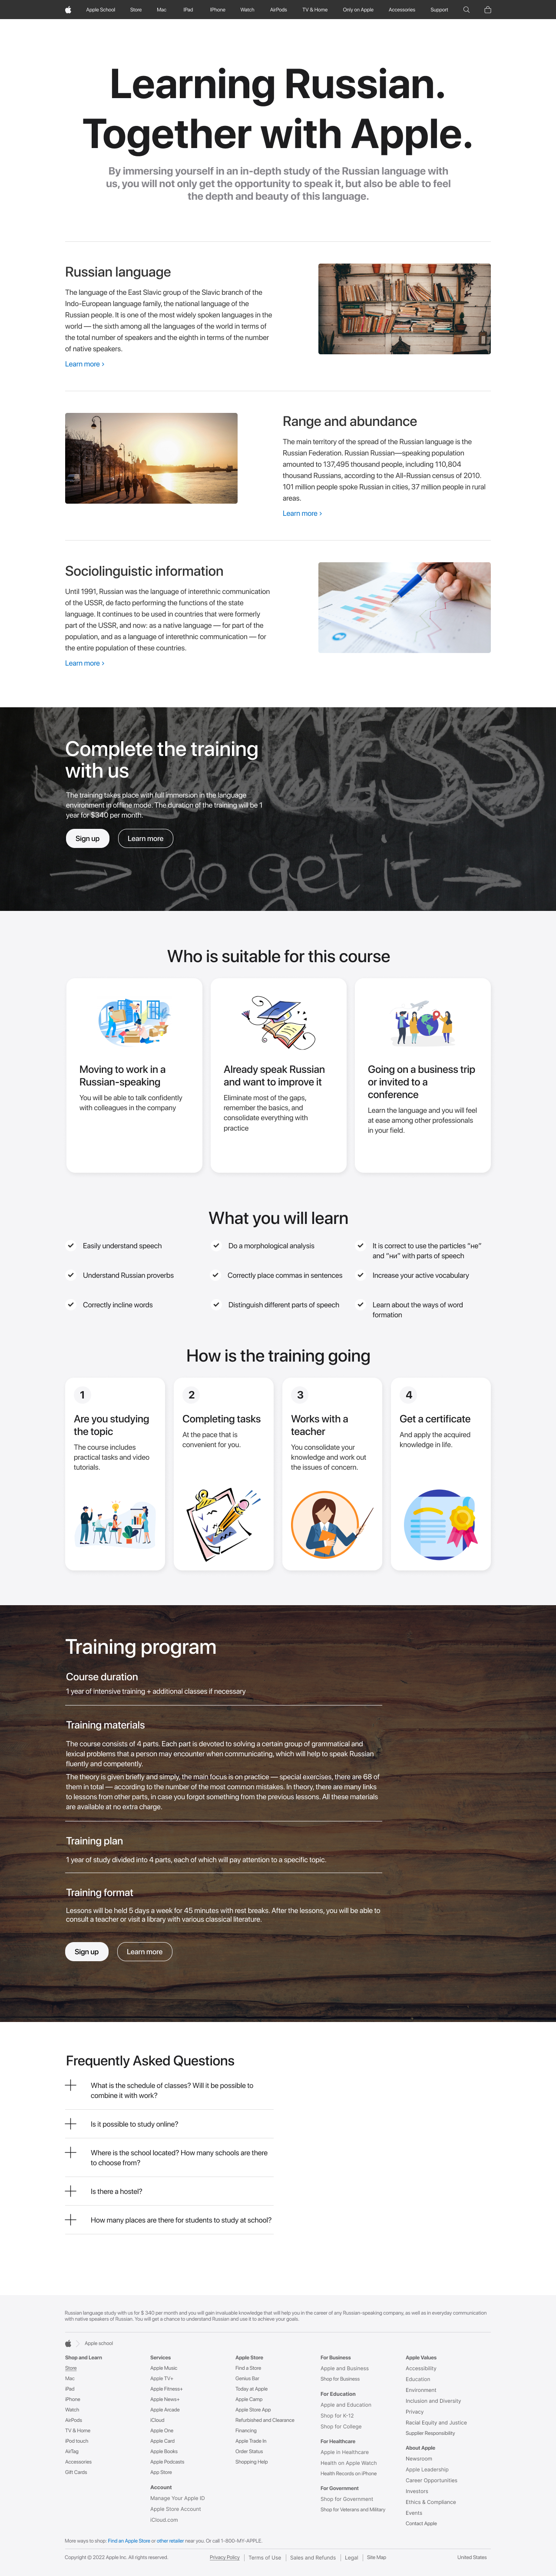 Apple School Store Mac iPad iPhone Watch AirPods TV & Home Only on Apple Accessories Support
Learning Russian.
Together with Apple.
By immersing yourself in an in-depth study of the Russian language with
us, you will not only get the opportunity to speak it, but also be able to feel
the depth and beauty of this language.
Russian language
The language of the East Slavic group of the Slavic branch of the
Indo-European language family, the national language of the
Russian people. It is one of the most widely spoken languages in the
world — the sixth among all the languages of the world in terms of
the total number of speakers and the eighth in terms of the number
of native speakers.
Learn more ›
Range and abundance
The main territory of the spread of the Russian language is the
Russian Federation. Russian Russian—speaking population
amounted to 137,495 thousand people, including 110,804
thousand Russians, according to the All-Russian census of 2010.
101 million people spoke Russian in cities, 37 million people in rural
areas.
Learn more ›
Sociolinguistic information
Until 1991, Russian was the language of interethnic communication
of the USSR, de facto performing the functions of the state
language. It continues to be used in countries that were formerly
part of the USSR, and now: as a native language — for part of the
population, and as a language of interethnic communication — for
the entire population of these countries.
Learn more ›
Complete the training
with us
The training takes place with full immersion in the language
environment in offline mode. The duration of the training will be 1
year for $340 per month.
Sign up Learn more
go get it
Who is suitable for this course
Moving to work in a
Russian-speaking
You will be able to talk confidently
with colleagues in the company
Already speak Russian
and want to improve it
Eliminate most of the gaps,
remember the basics, and
consolidate everything with
practice
Going on a business trip
or invited to a
conference
Learn the language and you will feel
at ease among other professionals
in your field.
What you will learn
Easily understand speech
Do a morphological analysis
It is correct to use the particles "не"
and "ни" with parts of speech
Understand Russian proverbs
Correctly place commas in sentences
Increase your active vocabulary
Correctly incline words
Distinguish different parts of speech
Learn about the ways of word
formation
How is the training going
1
Are you studying
the topic
The course includes
practical tasks and video
tutorials.
2
Completing tasks
At the pace that is
convenient for you.
3
Works with a
teacher
You consolidate your
knowledge and work out
the issues of concern.
4
Get a certificate
And apply the acquired
knowledge in life.
Training program
Course duration
1 year of intensive training + additional classes if necessary
Training materials
The course consists of 4 parts. Each part is devoted to solving a certain group of grammatical and
lexical problems that a person may encounter when communicating, which will help to speak Russian
fluently and competently.
The theory is given briefly and simply, the main focus is on practice — special exercises, there are 68 of
them in total — according to the number of the most common mistakes. In theory, there are many links
to lessons from other parts, in case you forgot something from the previous lessons. All these materials
are available at no extra charge.
Training plan
1 year of study divided into 4 parts, each of which will pay attention to a specific topic.
Training format
Lessons will be held 5 days a week for 45 minutes with rest breaks. After the lessons, you will be able to
consult a teacher or visit a library with various classical literature.
Sign up Learn more
Frequently Asked Questions
What is the schedule of classes? Will it be possible to
combine it with work?
Is it possible to study online?
Where is the school located? How many schools are there
to choose from?
Is there a hostel?
How many places are there for students to study at school?
Russian language study with us for $ 340 per month and you will gain invaluable knowledge that will help you in the career of any Russian-speaking company, as well as in everyday communication
with native speakers of Russian. You will get a chance to understand Russian and use it to achieve your goals.
Apple school
Shop and Learn
Store
Mac
iPad
iPhone
Watch
AirPods
TV & Home
iPod touch
AirTag
Accessories
Gift Cards
Services
Apple Music
Apple TV+
Apple Fitness+
Apple News+
Apple Arcade
iCloud
Apple One
Apple Card
Apple Books
Apple Podcasts
App Store
Account
Manage Your Apple ID
Apple Store Account
iCloud.com
Apple Store
Find a Store
Genius Bar
Today at Apple
Apple Camp
Apple Store App
Refurbished and Clearance
Financing
Apple Trade In
Order Status
Shopping Help
For Business
Apple and Business
Shop for Business
For Education
Apple and Education
Shop for K-12
Shop for College
For Healthcare
Apple in Healthcare
Health on Apple Watch
Health Records on iPhone
For Government
Shop for Government
Shop for Veterans and Military
Apple Values
Accessibility
Education
Environment
Inclusion and Diversity
Privacy
Racial Equity and Justice
Supplier Responsibility
About Apple
Newsroom
Apple Leadership
Career Opportunities
Investors
Ethics & Compliance
Events
Contact Apple
More ways to shop: Find an Apple Store or other retailer near you. Or call 1-800-MY-APPLE.
Copyright © 2022 Apple Inc. All rights reserved. Privacy Policy Terms of Use Sales and Refunds Legal Site Map United States